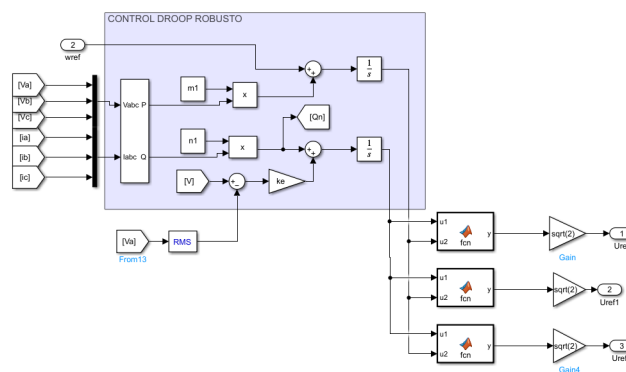 CONTROL DROOP ROBUSTO
2
wref
[Va]
[Vb]
[Vc]
[ia]
[ib]
[ic]
Vabc P
Iabc Q
m1
x
n1
x
[Qn]
1
s
1
s
[V]
ke
[Va]
From13
RMS
u1
u2
y
fcn
sqrt(2)
Gain
1
u1
u2
y
fcn
sqrt(2)
2
Uref1
u1
u2
y
fcn
sqrt(2)
Gain4
3